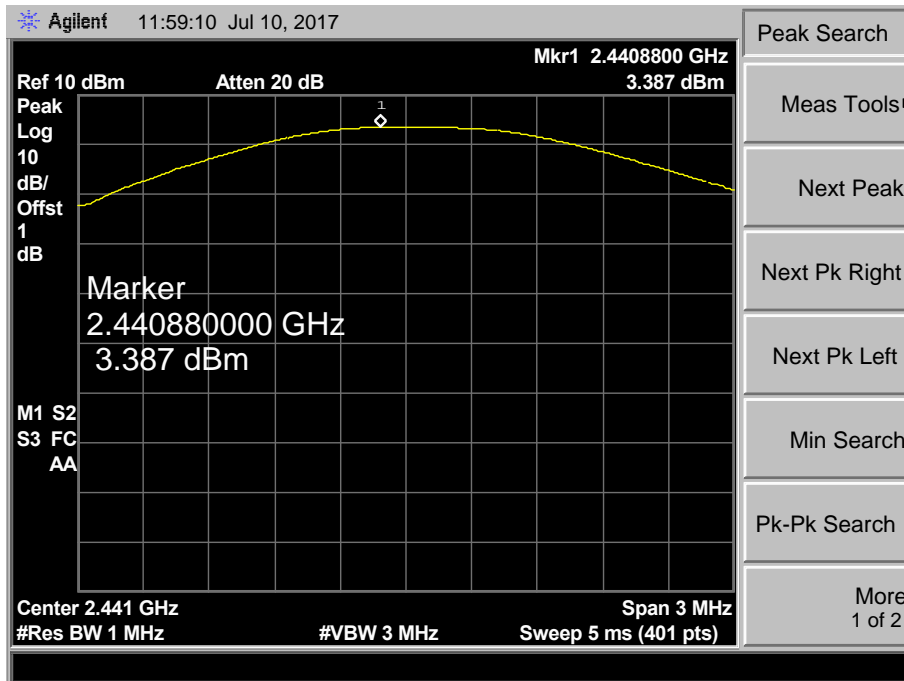 Agilent 11:59:10 Jul 10, 2017
Mkr1 2.4408800 GHz
Ref 10 dBm Atten 20 dB 3.387 dBm
Peak
Log
10
dB/
Offst
1
dB
1
Marker
2.440880000 GHz
3.387 dBm
M1 S2
S3 FC
AA
Center 2.441 GHz Span 3 MHz
#Res BW 1 MHz #VBW 3 MHz Sweep 5 ms (401 pts)
Peak Search
Meas Tools
Next Peak
Next Pk Right
Next Pk Left
Min Search
Pk-Pk Search
More
1 of 2